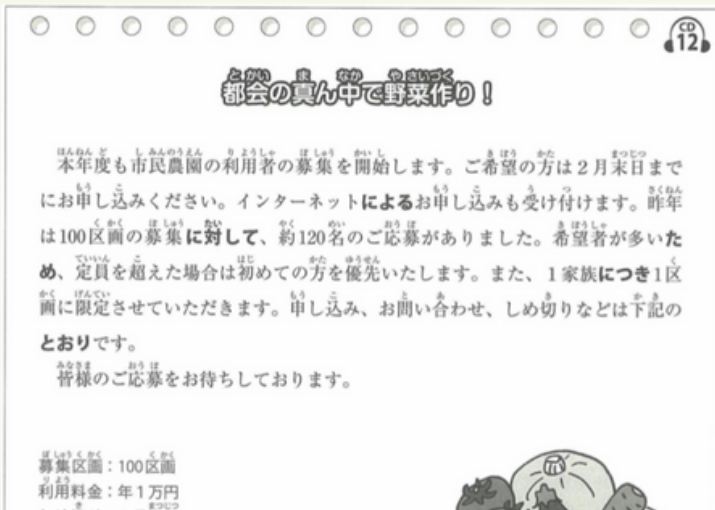 CD
12
都会の真ん中で野菜作り！
本年度も市民農園の利用者の募集を開始します。ご希望の方は2月末日まで
にお申し込みください。インターネットによるお申し込みも受け付けます。昨年
は100区画の募集に対して、約120名のご応募がありました。希望者が多いた
め、定員を超えた場合は初めての方を優先いたします。また、1家族につき1区
画に限定させていただきます。申し込み、お問い合わせ、しめ切りなどは下記の
とおりです。
皆様のご応募をお待ちしております。
募集区画：100区画
利用料金：年1万円